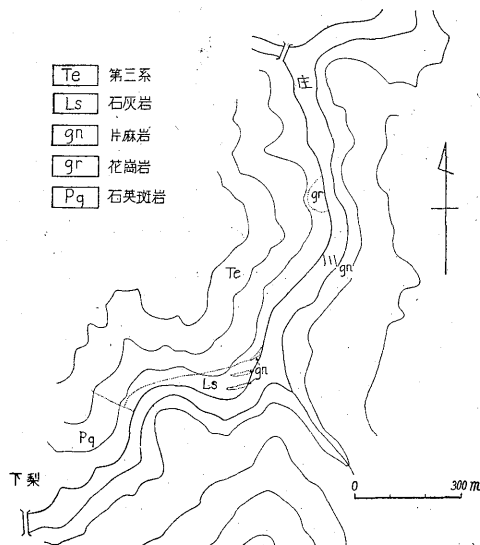 Te 第三系
Ls 石灰岩
gn 片麻岩
gr 花崗岩
Pq 石英斑岩
庄
gr
gn
Te
gn
Ls
Pq
下梨
0 300 m